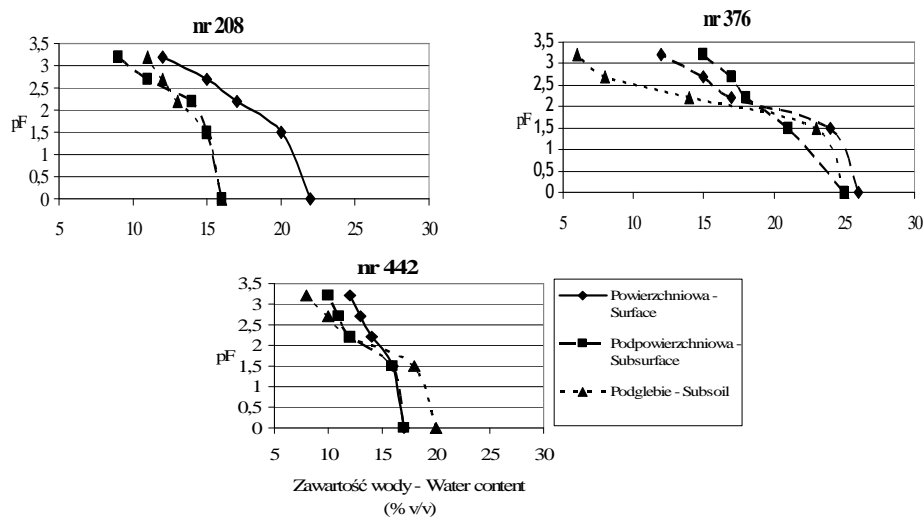 nr 208
3,5
3
2,5
2
1,5
1
0,5
0
pF
5 10 15 20 25 30
nr 376
3,5
3
2,5
2
1,5
1
0,5
0
pF
5 10 15 20 25 30
nr 442
3,5
3
2,5
2
1,5
1
0,5
0
pF
5 10 15 20 25 30
Zawartość wody - Water content
(% v/v)
Powierzchniowa -
Surface
Podpowierzchniowa -
Subsurface
Podglebie - Subsoil